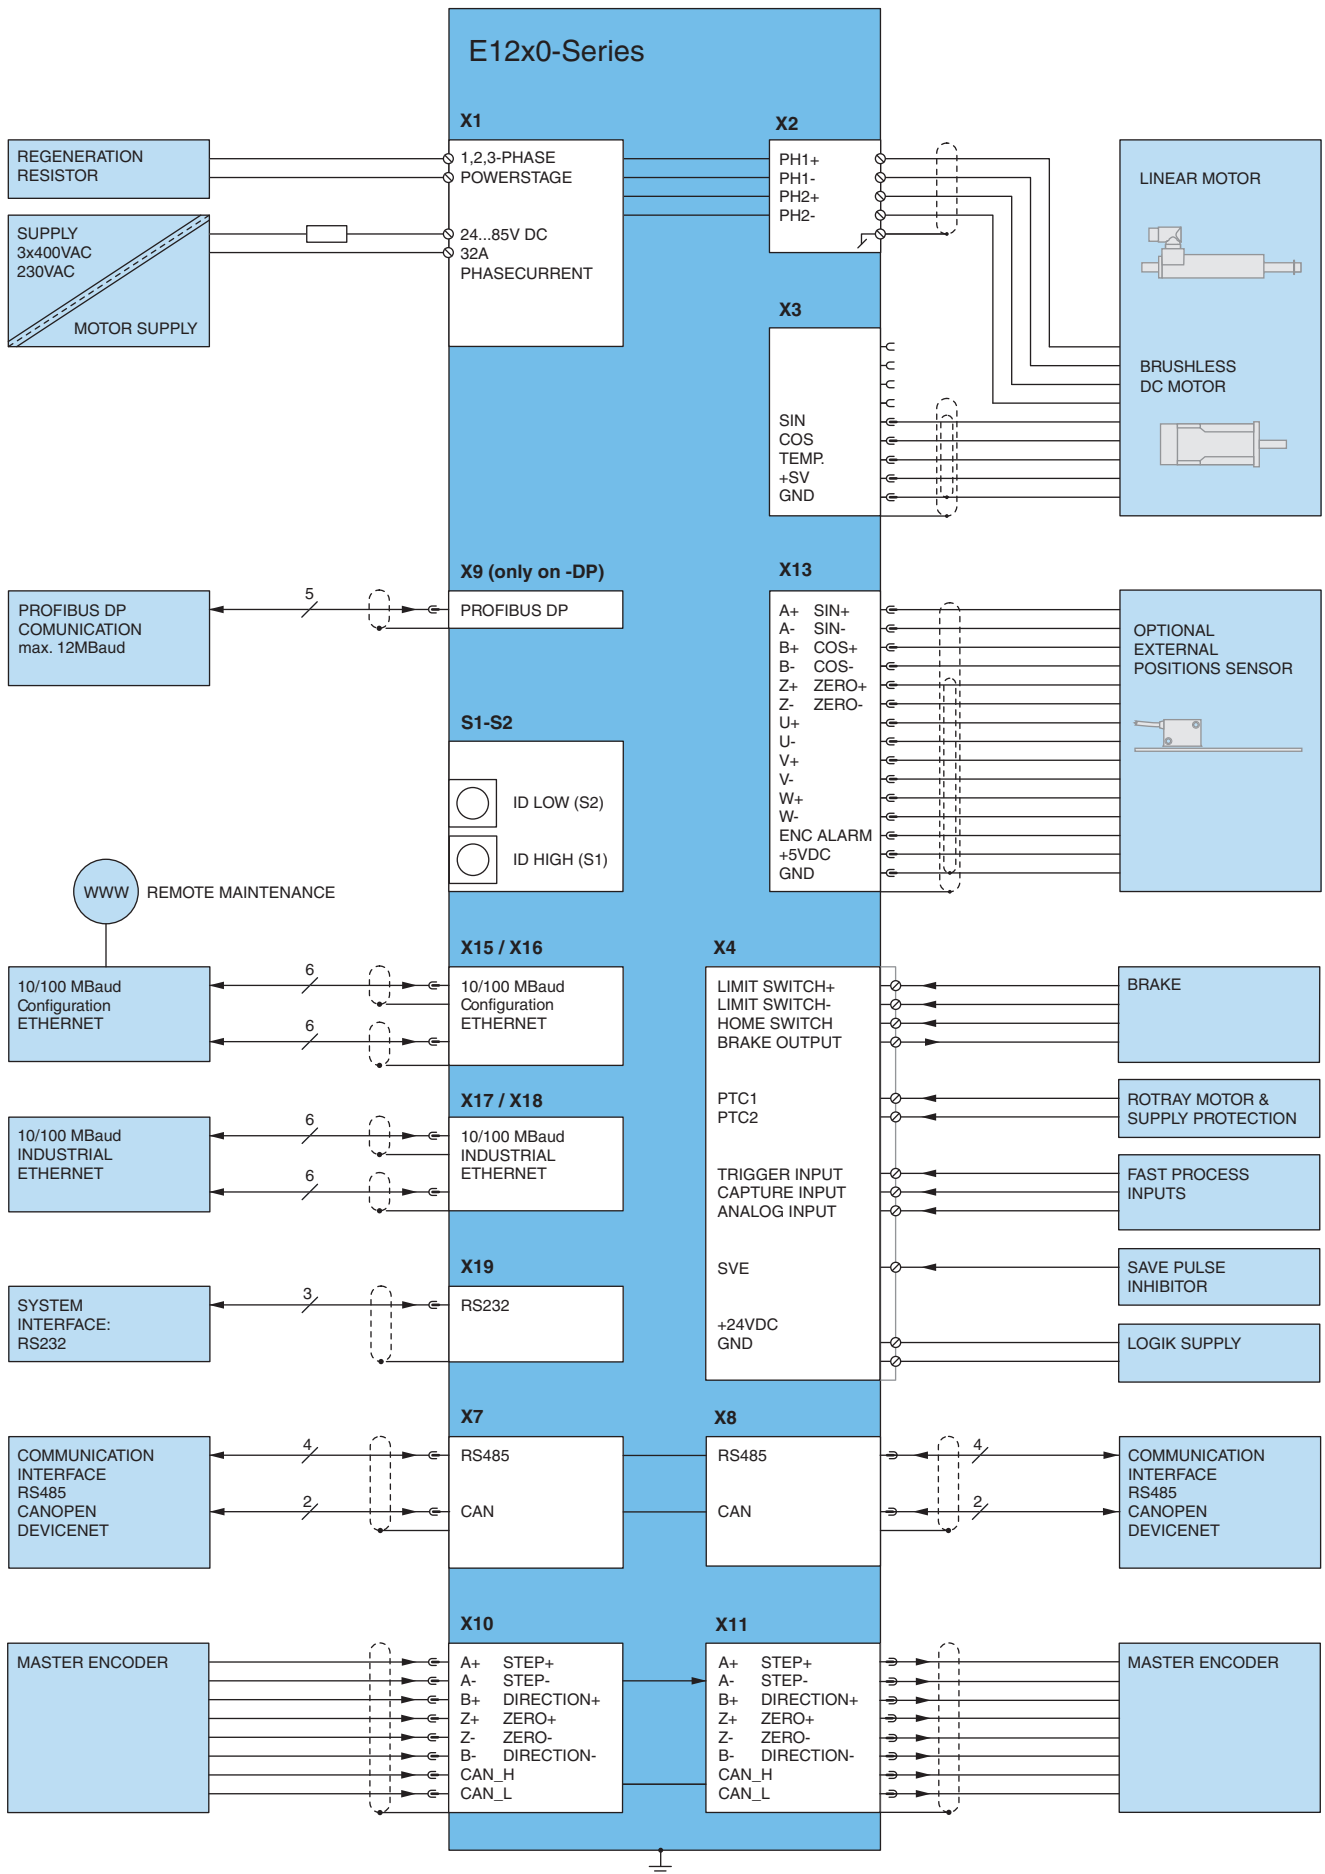 E12x0-Series
X1
REGENERATION
RESISTOR
1,2,3-PHASE
POWERSTAGE
SUPPLY
3x400VAC
230VAC
MOTOR SUPPLY
24...85V DC
32A
PHASECURRENT
X2
PH1+
PH1-
PH2+
PH2-
LINEAR MOTOR
BRUSHLESS
DC MOTOR
X3
SIN
COS
TEMP.
+SV
GND
X9 (only on -DP)
PROFIBUS DP
COMUNICATION
max. 12MBaud
5
PROFIBUS DP
X13
A+ SIN+
A- SIN-
B+ COS+
B- COS-
Z+ ZERO+
Z- ZERO-
U+
U-
V+
V-
W+
W-
ENC ALARM
+5VDC
GND
OPTIONAL
EXTERNAL
POSITIONS SENSOR
S1-S2
ID LOW (S2)
ID HIGH (S1)
WWW REMOTE MAINTENANCE
X15 / X16
10/100 MBaud
Configuration
ETHERNET
6
6
10/100 MBaud
Configuration
ETHERNET
X17 / X18
10/100 MBaud
INDUSTRIAL
ETHERNET
6
6
10/100 MBaud
INDUSTRIAL
ETHERNET
X19
SYSTEM
INTERFACE:
RS232
3
RS232
X4
LIMIT SWITCH+
LIMIT SWITCH-
HOME SWITCH
BRAKE OUTPUT
BRAKE
PTC1
PTC2
ROTRAY MOTOR &
SUPPLY PROTECTION
TRIGGER INPUT
CAPTURE INPUT
ANALOG INPUT
FAST PROCESS
INPUTS
SVE
SAVE PULSE
INHIBITOR
+24VDC
GND
LOGIK SUPPLY
X7
COMMUNICATION
INTERFACE
RS485
CANOPEN
DEVICENET
4
2
RS485
CAN
X8
RS485
CAN
4
2
COMMUNICATION
INTERFACE
RS485
CANOPEN
DEVICENET
X10
MASTER ENCODER
A+ STEP+
A- STEP-
B+ DIRECTION+
Z+ ZERO+
Z- ZERO-
B- DIRECTION-
CAN_H
CAN_L
X11
A+ STEP+
A- STEP-
B+ DIRECTION+
Z+ ZERO+
Z- ZERO-
B- DIRECTION-
CAN_H
CAN_L
MASTER ENCODER